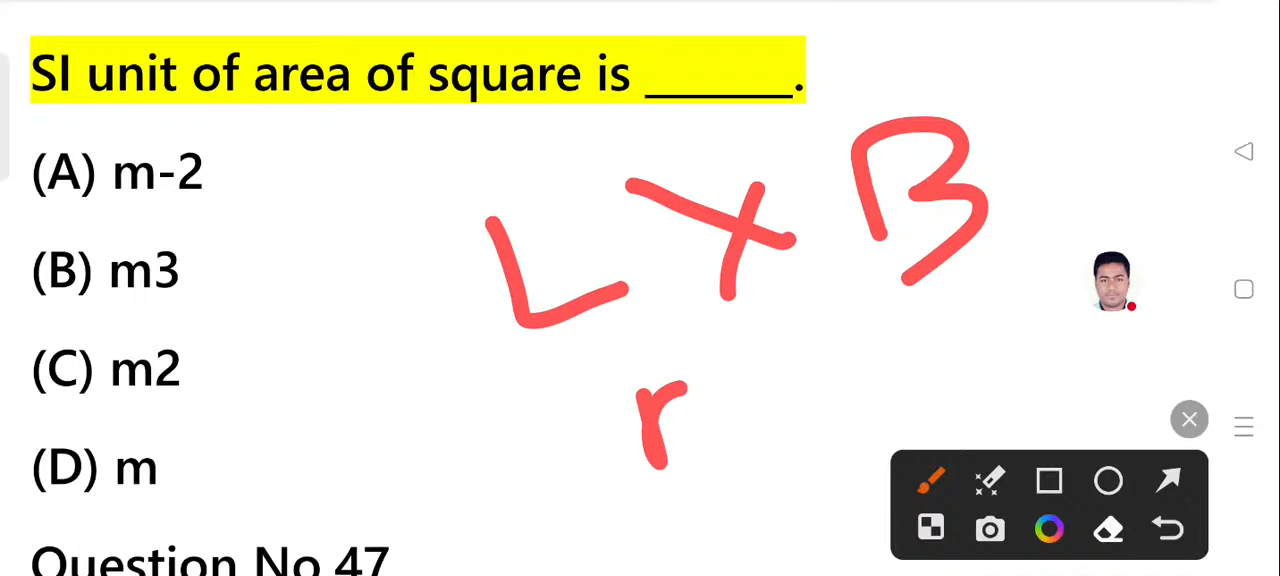 SI unit of area of square is ______.
(A) m-2
L X B
(B) m3
(C) m2
r
(D) m
Question No 47